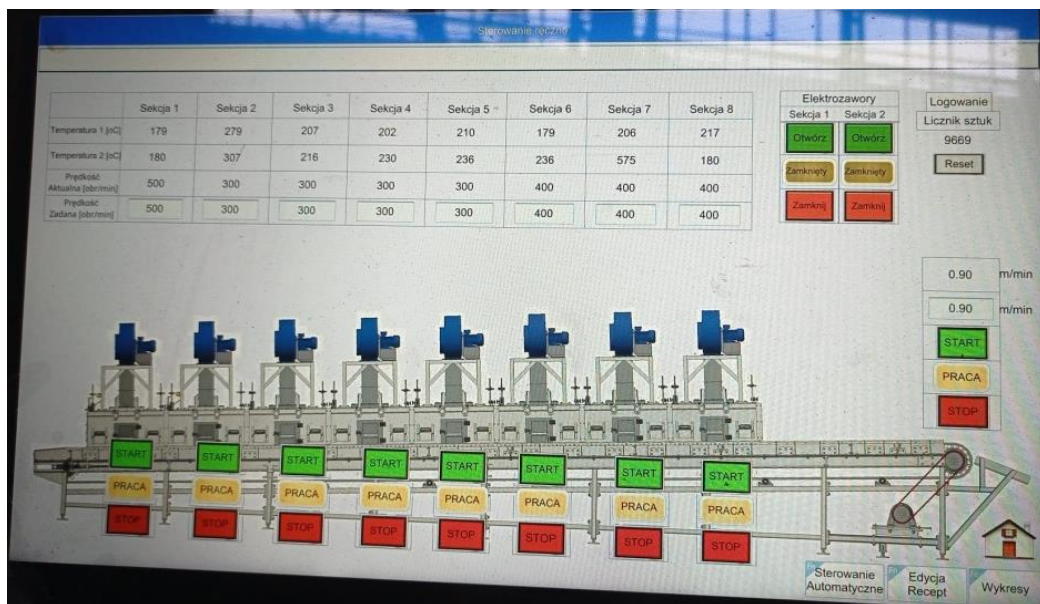 Sterowanie ręczne
Sekcja 1 Sekcja 2 Sekcja 3 Sekcja 4 Sekcja 5 Sekcja 6 Sekcja 7 Sekcja 8
Temperatura 1 [oC] 179 279 207 202 210 179 206 217
Temperatura 2 [oC] 180 307 216 230 236 236 575 180
Prędkość
Aktualna [obr/min] 500 300 300 300 300 400 400 400
Prędkość
Zadana [obr/min] 500 300 300 300 300 400 400 400
Elektrozawory
Sekcja 1 Sekcja 2
Otwórz Otwórz
Zamknięty Zamknięty
Zamknij Zamknij
Logowanie
Licznik sztuk
9669
Reset
0.90 m/min
0.90 m/min
START
PRACA
STOP
START START START START START START START START
PRACA PRACA PRACA PRACA PRACA PRACA PRACA PRACA
STOP STOP STOP STOP STOP STOP STOP STOP
Sterowanie
Automatyczne
Edycja
Recept
Wykresy